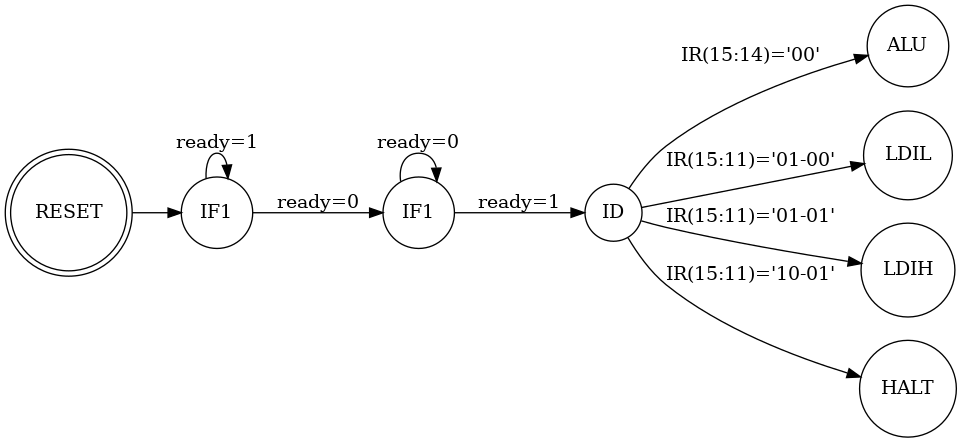 RESET
ready=1
IF1
ready=0
ready=0
IF1
ready=1
ID
IR(15:14)='00'
ALU
IR(15:11)='01-00'
LDIL
IR(15:11)='01-01'
LDIH
IR(15:11)='10-01'
HALT